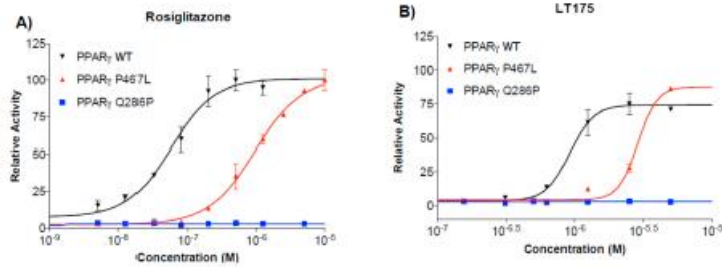 A)
Rosiglitazone
PPARγ WT
PPARγ P467L
PPARγ Q286P
Relative Activity
125
100
75
50
25
0
10⁻⁹ 10⁻⁸ 10⁻⁷ 10⁻⁶ 10⁻⁵
Concentration (M)
B)
LT175
PPARγ WT
PPARγ P467L
PPARγ Q286P
Relative Activity
125
100
75
50
25
0
10⁻⁷ 10⁻⁶·⁵ 10⁻⁶ 10⁻⁵·⁵ 10⁻⁵
Concentration (M)